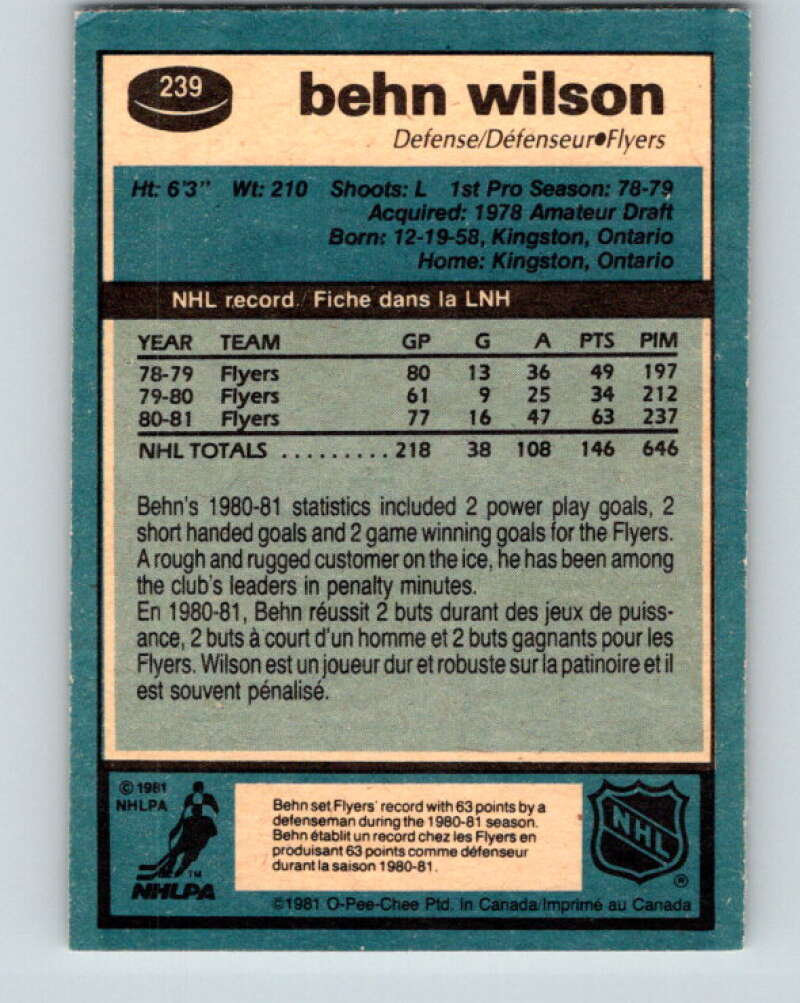 239
behn wilson
Defense/Défenseur•Flyers
Ht: 6'3" Wt: 210 Shoots: L 1st Pro Season: 78-79
Acquired: 1978 Amateur Draft
Born: 12-19-58, Kingston, Ontario
Home: Kingston, Ontario
NHL record/Fiche dans la LNH
YEAR TEAM GP G A PTS PIM
78-79 Flyers 80 13 36 49 197
79-80 Flyers 61 9 25 34 212
80-81 Flyers 77 16 47 63 237
NHL TOTALS ......... 218 38 108 146 646
Behn's 1980-81 statistics included 2 power play goals, 2
short handed goals and 2 game winning goals for the Flyers.
A rough and rugged customer on the ice, he has been among
the club's leaders in penalty minutes.
En 1980-81, Behn réussit 2 buts durant des jeux de puiss-
ance, 2 buts à court d'un homme et 2 buts gagnants pour les
Flyers. Wilson est un joueur dur et robuste sur la patinoire et il
est souvent pénalisé.
© 1981
NHLPA
TM
NHLPA
Behn set Flyers' record with 63 points by a
defenseman during the 1980-81 season.
Behn établit un record chez les Flyers en
produisant 63 points comme défenseur
durant la saison 1980-81.
NHL
®
©1981 O-Pee-Chee Ptd. in Canada/Imprimé au Canada